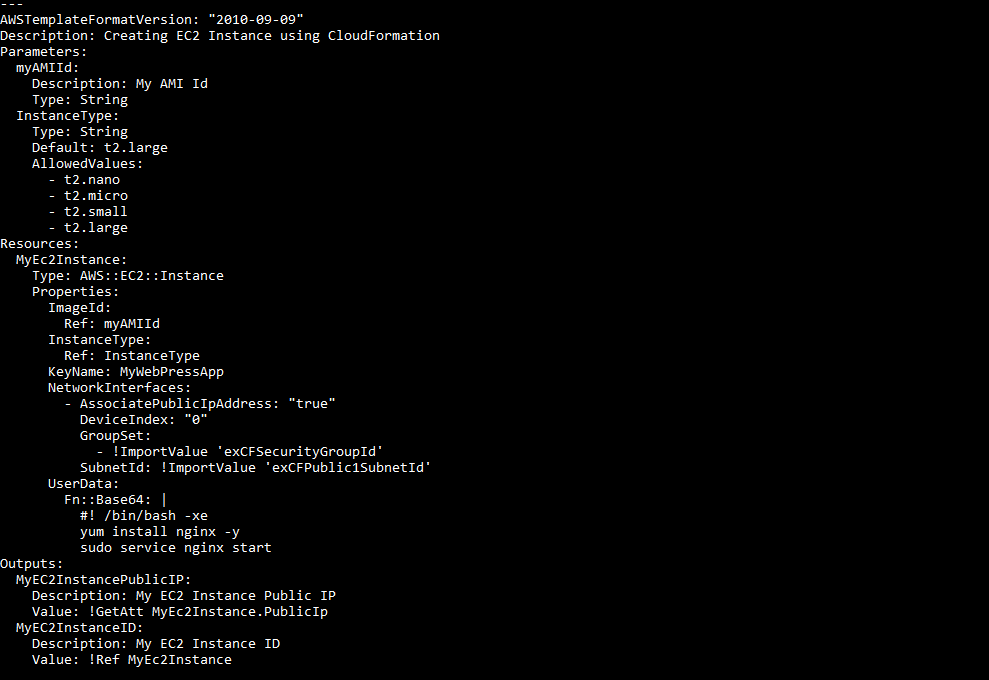 ---
AWSTemplateFormatVersion: "2010-09-09"
Description: Creating EC2 Instance using CloudFormation
Parameters:
  myAMIId:
    Description: My AMI Id
    Type: String
  InstanceType:
    Type: String
    Default: t2.large
    AllowedValues:
      - t2.nano
      - t2.micro
      - t2.small
      - t2.large
Resources:
  MyEc2Instance:
    Type: AWS::EC2::Instance
    Properties:
      ImageId:
        Ref: myAMIId
      InstanceType:
        Ref: InstanceType
      KeyName: MyWebPressApp
      NetworkInterfaces:
        - AssociatePublicIpAddress: "true"
          DeviceIndex: "0"
          GroupSet:
            - !ImportValue 'exCFSecurityGroupId'
          SubnetId: !ImportValue 'exCFPublic1SubnetId'
      UserData:
        Fn::Base64: |
          #! /bin/bash -xe
          yum install nginx -y
          sudo service nginx start
Outputs:
  MyEC2InstancePublicIP:
    Description: My EC2 Instance Public IP
    Value: !GetAtt MyEc2Instance.PublicIp
  MyEC2InstanceID:
    Description: My EC2 Instance ID
    Value: !Ref MyEc2Instance